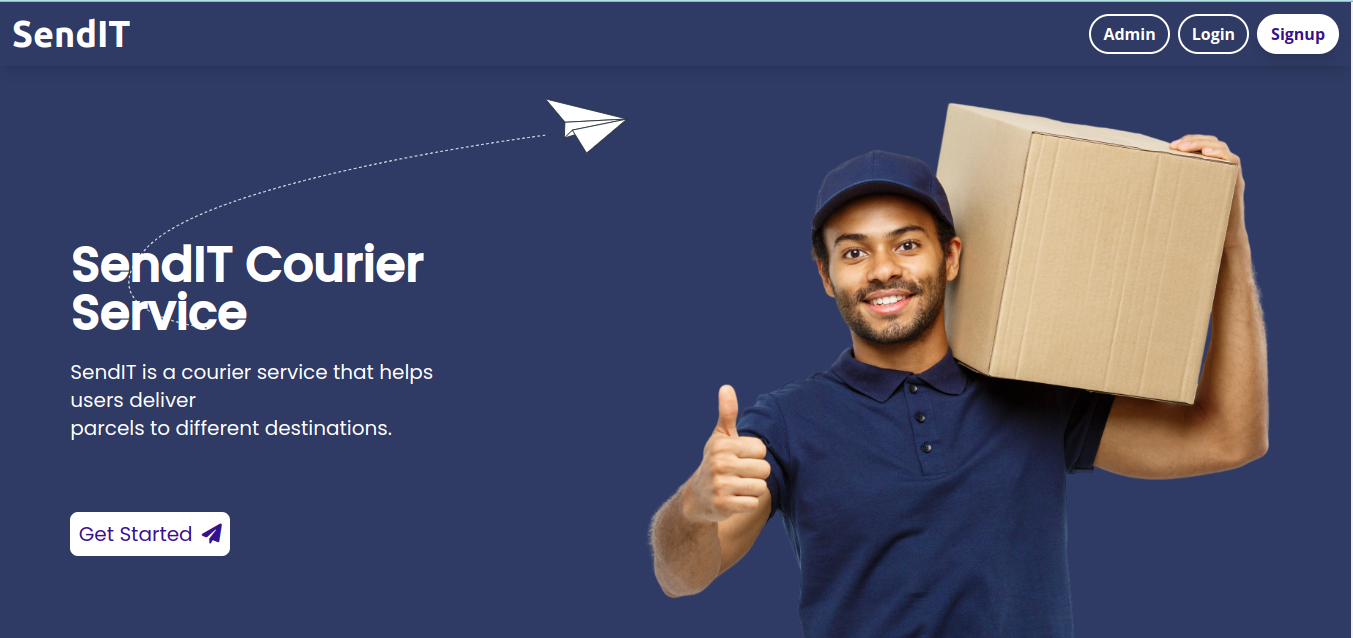 SendIT
Admin
Login
Signup
SendIT Courier
Service
SendIT is a courier service that helps
users deliver
parcels to different destinations.
Get Started